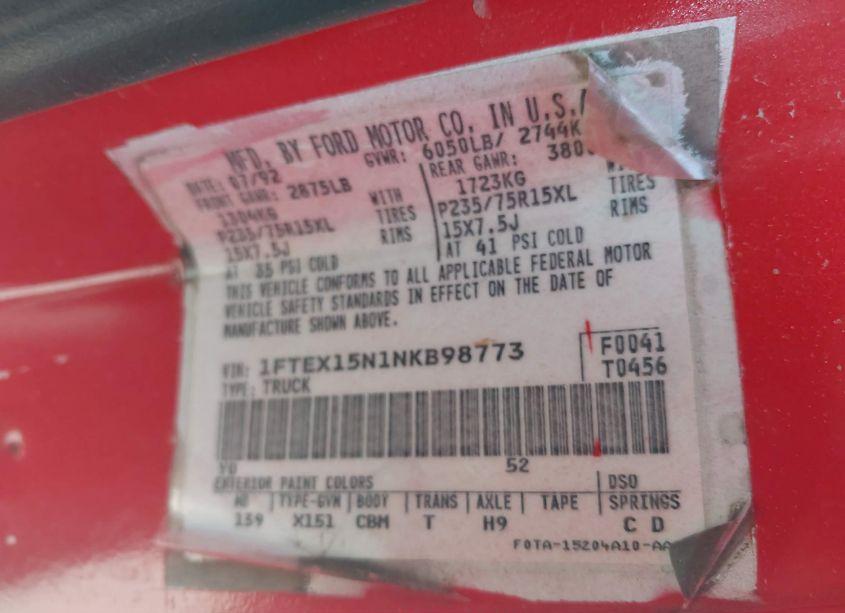 MFD. BY FORD MOTOR CO. IN U.S.A
DATE: 07/92 GVWR: 6050LB/ 2744K
FRONT GAWR: 2875LB REAR GAWR: 380
1304KG WITH 1723KG WITH
P235/75R15XL TIRES P235/75R15XL TIRES
15X7.5J RIMS 15X7.5J RIMS
AT 35 PSI COLD AT 41 PSI COLD
THIS VEHICLE CONFORMS TO ALL APPLICABLE FEDERAL MOTOR
VEHICLE SAFETY STANDARDS IN EFFECT ON THE DATE OF
MANUFACTURE SHOWN ABOVE.
VIN: 1FTEX15N1NKB98773 F0041
TYPE: TRUCK T0456
YO 52
EXTERIOR PAINT COLORS DSO
WB TYPE-GVW BODY TRANS AXLE TAPE SPRINGS
139 X151 CBM T H9 C D
F0TA-15204A10-AA